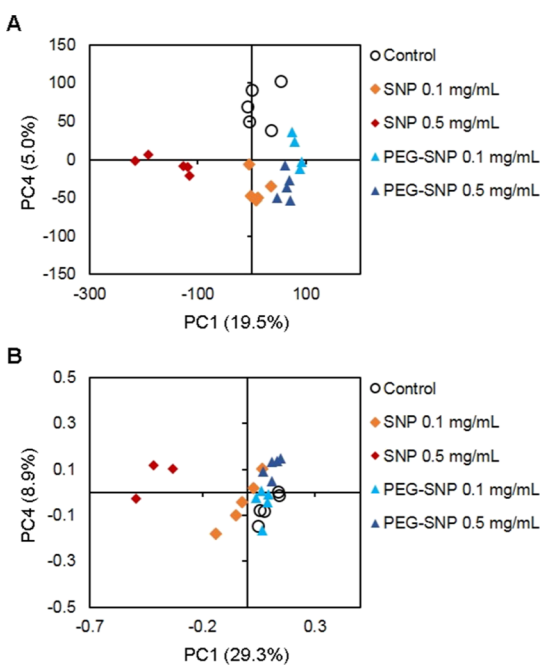 A
150
100
50
0
-50
-100
-150
-300
-100
100
PC4 (5.0%)
PC1 (19.5%)
Control
SNP 0.1 mg/mL
SNP 0.5 mg/mL
PEG-SNP 0.1 mg/mL
PEG-SNP 0.5 mg/mL
B
0.5
0.3
0.1
-0.1
-0.3
-0.5
-0.7
-0.2
0.3
PC4 (8.9%)
PC1 (29.3%)
Control
SNP 0.1 mg/mL
SNP 0.5 mg/mL
PEG-SNP 0.1 mg/mL
PEG-SNP 0.5 mg/mL